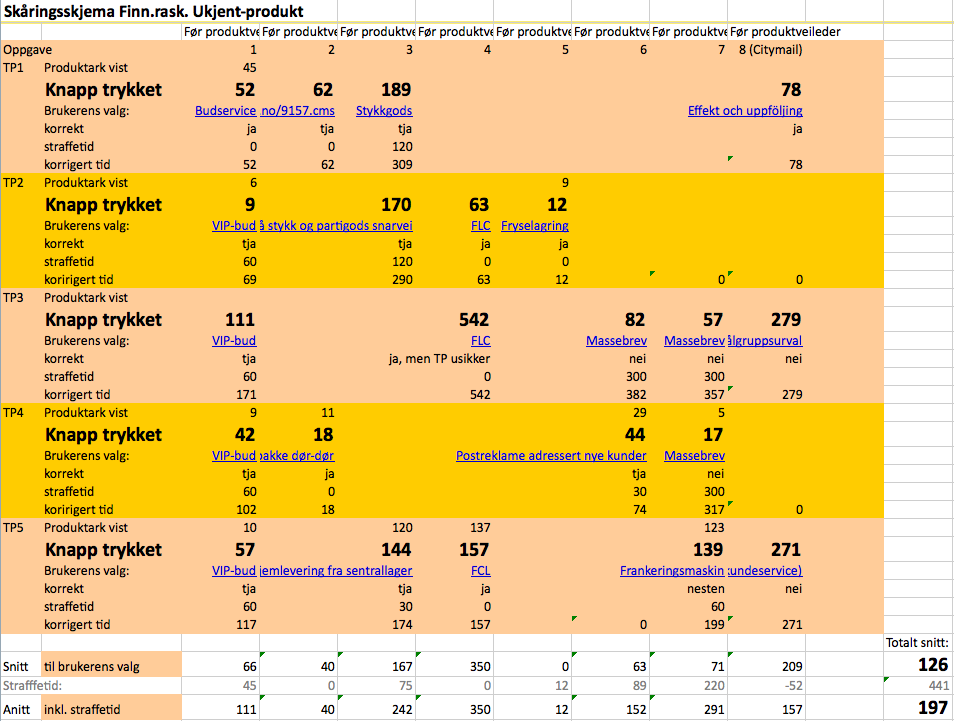 Skåringsskjema Finn.rask. Ukjent-produkt
Før produktve Før produktve Før produktve Før produktve Før produktve Før produktve Før produktve Før produktveileder
Oppgave 1 2 3 4 5 6 7 8 (Citymail)
TP1 Produktark vist 45
Knapp trykket 52 62 189 78
Brukerens valg: Budservice .no/9157.cms Stykkgods Effekt och uppföljing
korrekt ja tja tja ja
straffetid 0 0 120
korrigert tid 52 62 309 78
TP2 Produktark vist 6 9
Knapp trykket 9 170 63 12
Brukerens valg: VIP-bud å stykk og partigods snarvei FLC Fryselagring
korrekt tja tja ja ja
straffetid 60 120 0 0
koririgert tid 69 290 63 12 0 0
TP3 Produktark vist
Knapp trykket 111 542 82 57 279
Brukerens valg: VIP-bud FLC Massebrev Massebrev ålgruppsurval
korrekt tja ja, men TP usikker nei nei nei
straffetid 60 0 300 300
korrigert tid 171 542 382 357 279
TP4 Produktark vist 9 11 29 5
Knapp trykket 42 18 44 17
Brukerens valg: VIP-bud pakke dør-dør Postreklame adressert nye kunder Massebrev
korrekt tja ja tja nei
straffetid 60 0 30 300
koririgert tid 102 18 74 317 0
TP5 Produktark vist 10 120 137 123
Knapp trykket 57 144 157 139 271
Brukerens valg: VIP-bud jemlevering fra sentrallager FCL Frankeringsmaskin kundeservice)
korrekt tja tja ja nesten nei
straffetid 60 30 0 60
korrigert tid 117 174 157 0 199 271
Totalt snitt:
Snitt til brukerens valg 66 40 167 350 0 63 71 209 126
Strafffetid: 45 0 75 0 12 89 220 -52 441
Anitt inkl. straffetid 111 40 242 350 12 152 291 157 197